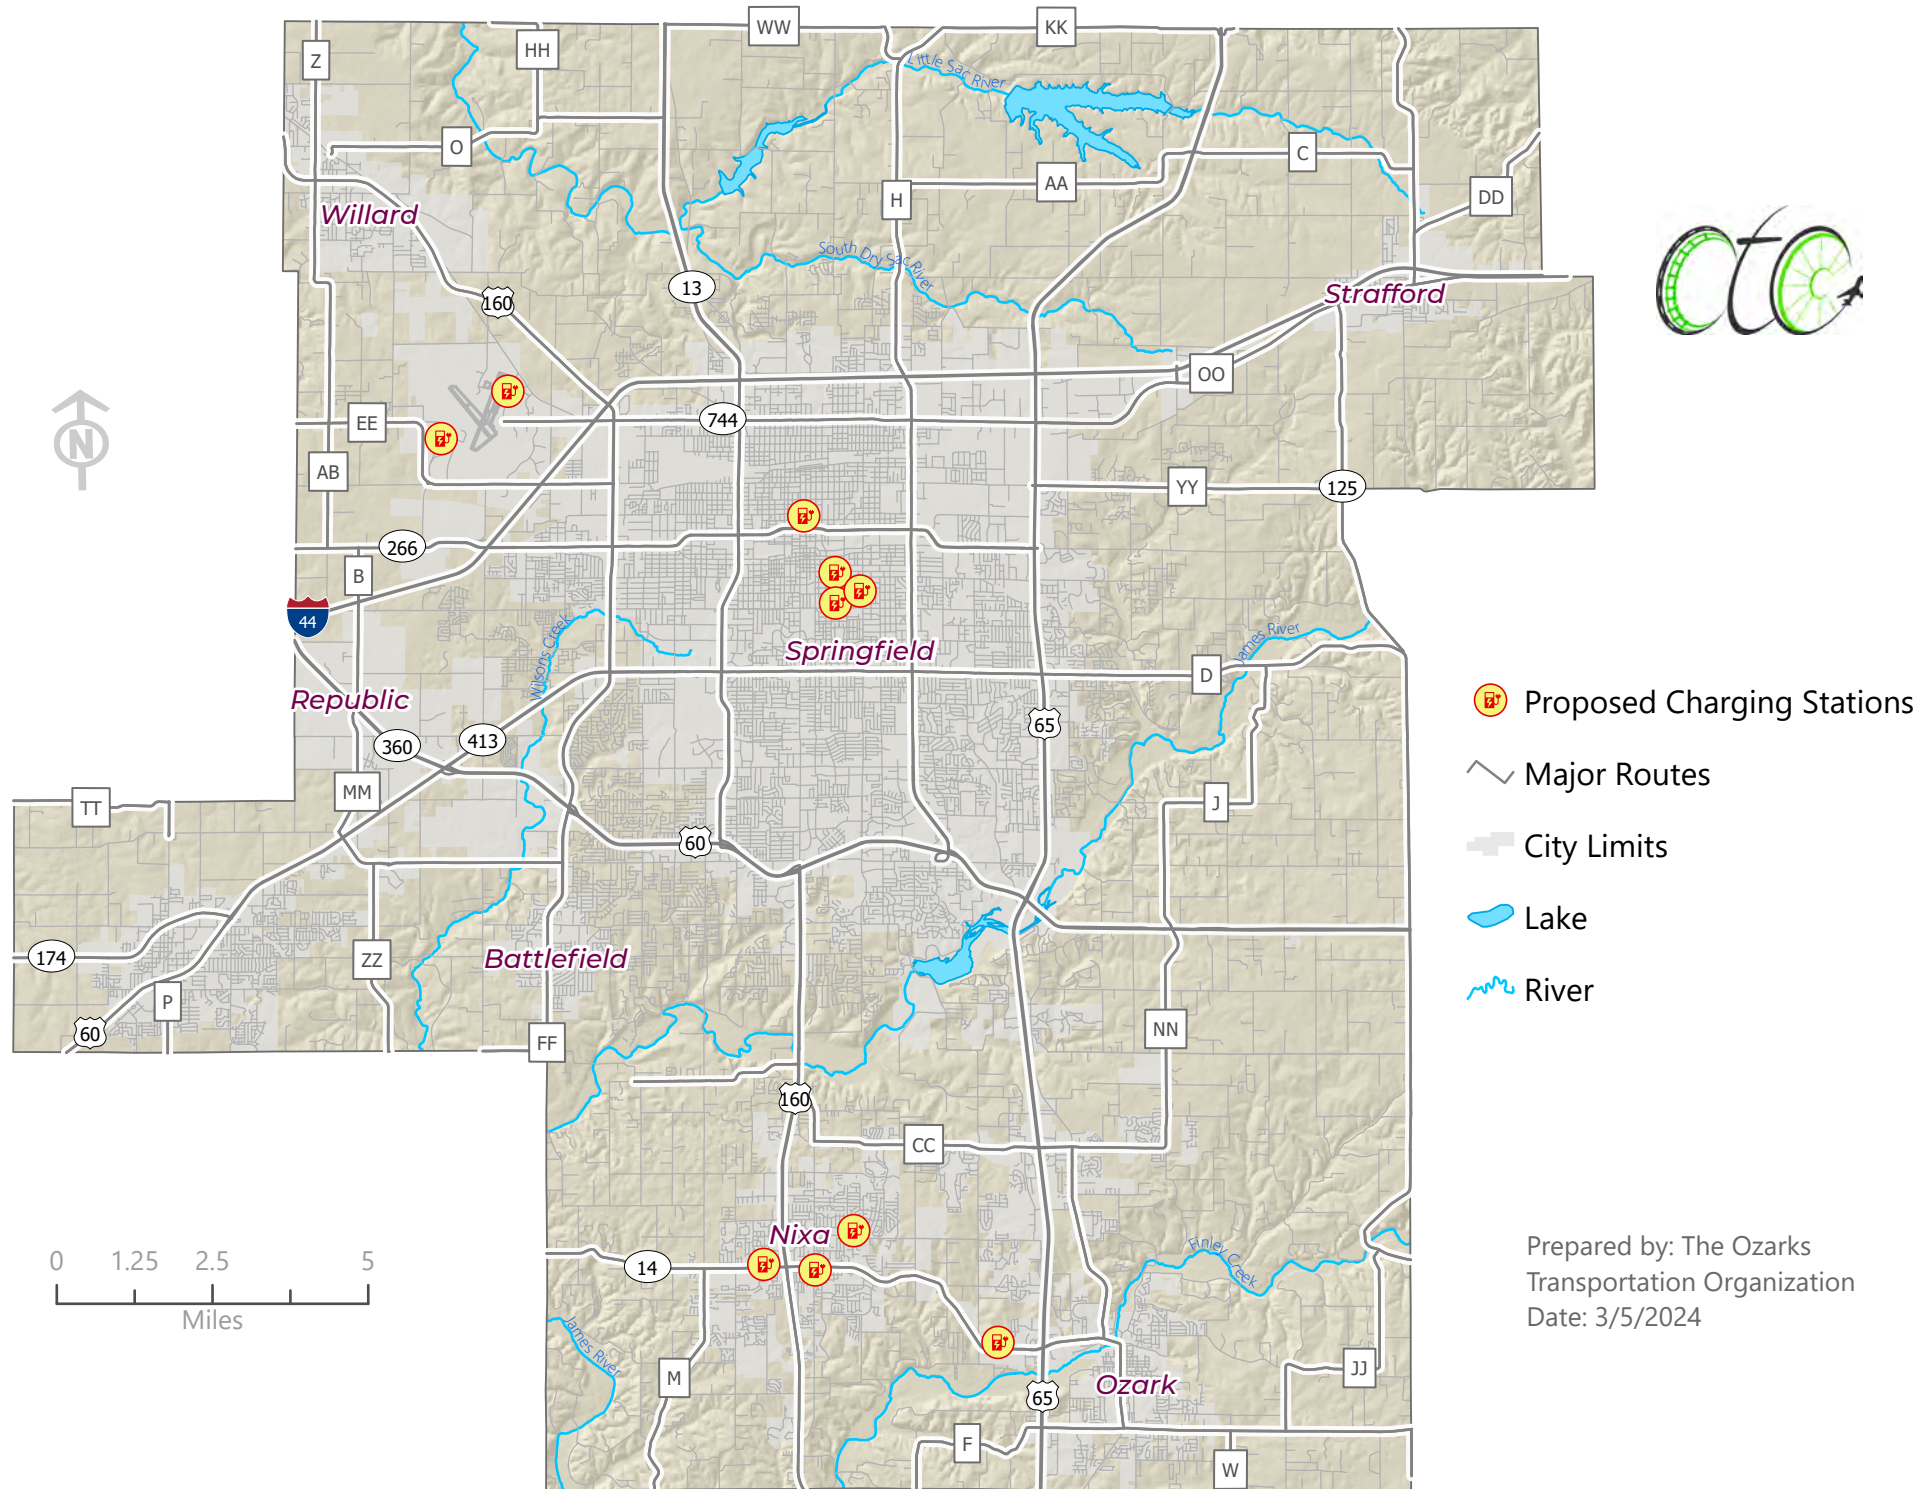 WW
KK
HH
Z
Little Sac River
O
C
AA
DD
H
Willard
South Dry Sac River
13
160
Strafford
OO
744
EE
AB
YY
125
266
B
44
Wilsons Creek
James River
Springfield
D
Republic
65
360
413
MM
J
TT
60
174
ZZ
Battlefield
P
60
FF
NN
160
CC
Nixa
14
Finley Creek
James River
M
JJ
Ozark
65
F
W
N
0 1.25 2.5 5
Miles
Proposed Charging Stations
Major Routes
City Limits
Lake
River
Prepared by: The Ozarks
Transportation Organization
Date: 3/5/2024